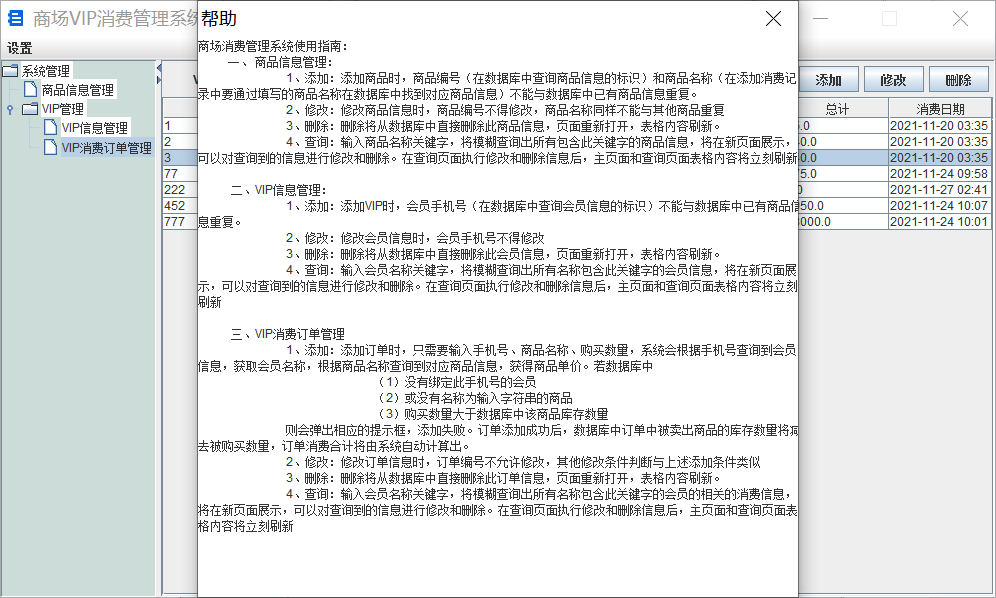 商场VIP消费管理系统
设置
系统管理
商品信息管理
VIP管理
VIP信息管理
VIP消费订单管理
1
2
3
77
222
452
777
帮助
商场消费管理系统使用指南：
一、商品信息管理：
1、添加：添加商品时，商品编号（在数据库中查询商品信息的标识）和商品名称（在添加消费记
录中要通过填写的商品名称在数据库中找到对应商品信息）不能与数据库中已有商品信息重复。
2、修改：修改商品信息时，商品编号不得修改，商品名称同样不能与其他商品重复
3、删除：删除将从数据库中直接删除此商品信息，页面重新打开，表格内容刷新。
4、查询：输入商品名称关键字，将模糊查询出所有名称包含此关键字的商品信息，将在新页面展示，
可以对查询到的信息进行修改和删除。在查询页面执行修改和删除信息后，主页面和查询页面表格内容将立刻刷新
二、VIP信息管理：
1、添加：添加VIP时，会员手机号（在数据库中查询会员信息的标识）不能与数据库中已有商品信
息重复。
2、修改：修改会员信息时，会员手机号不得修改
3、删除：删除将从数据库中直接删除此会员信息，页面重新打开，表格内容刷新。
4、查询：输入会员名称关键字，将模糊查询出所有名称包含此关键字的会员信息，将在新页面展
示，可以对查询到的信息进行修改和删除。在查询页面执行修改和删除信息后，主页面和查询页面表格内容将立刻
刷新
三、VIP消费订单管理
1、添加：添加订单时，只需要输入手机号、商品名称、购买数量，系统会根据手机号查询到会员
信息，获取会员名称，根据商品名称查询到对应商品信息，获得商品单价。若数据库中
（1）没有绑定此手机号的会员
（2）或没有名称为输入字符串的商品
（3）购买数量大于数据库中该商品库存数量
则会弹出相应的提示框，添加失败。订单添加成功后，数据库中订单中被卖出商品的库存数量将减
去被购买数量，订单消费合计将由系统自动计算出。
2、修改：修改订单信息时，订单编号不允许修改，其他修改条件判断与上述添加条件类似
3、删除：删除将从数据库中直接删除此订单信息，页面重新打开，表格内容刷新。
4、查询：输入会员名称关键字，将模糊查询出所有名称包含此关键字的会员的相关的消费信息，
将在新页面展示，可以对查询到的信息进行修改和删除。在查询页面执行修改和删除信息后，主页面和查询页面表
格内容将立刻刷新
添加 修改 删除
总计 消费日期
.0 2021-11-20 03:35
0.0 2021-11-20 03:35
0.0 2021-11-20 03:35
5.0 2021-11-24 09:58
0 2021-11-27 02:41
50.0 2021-11-24 10:07
000.0 2021-11-24 10:01